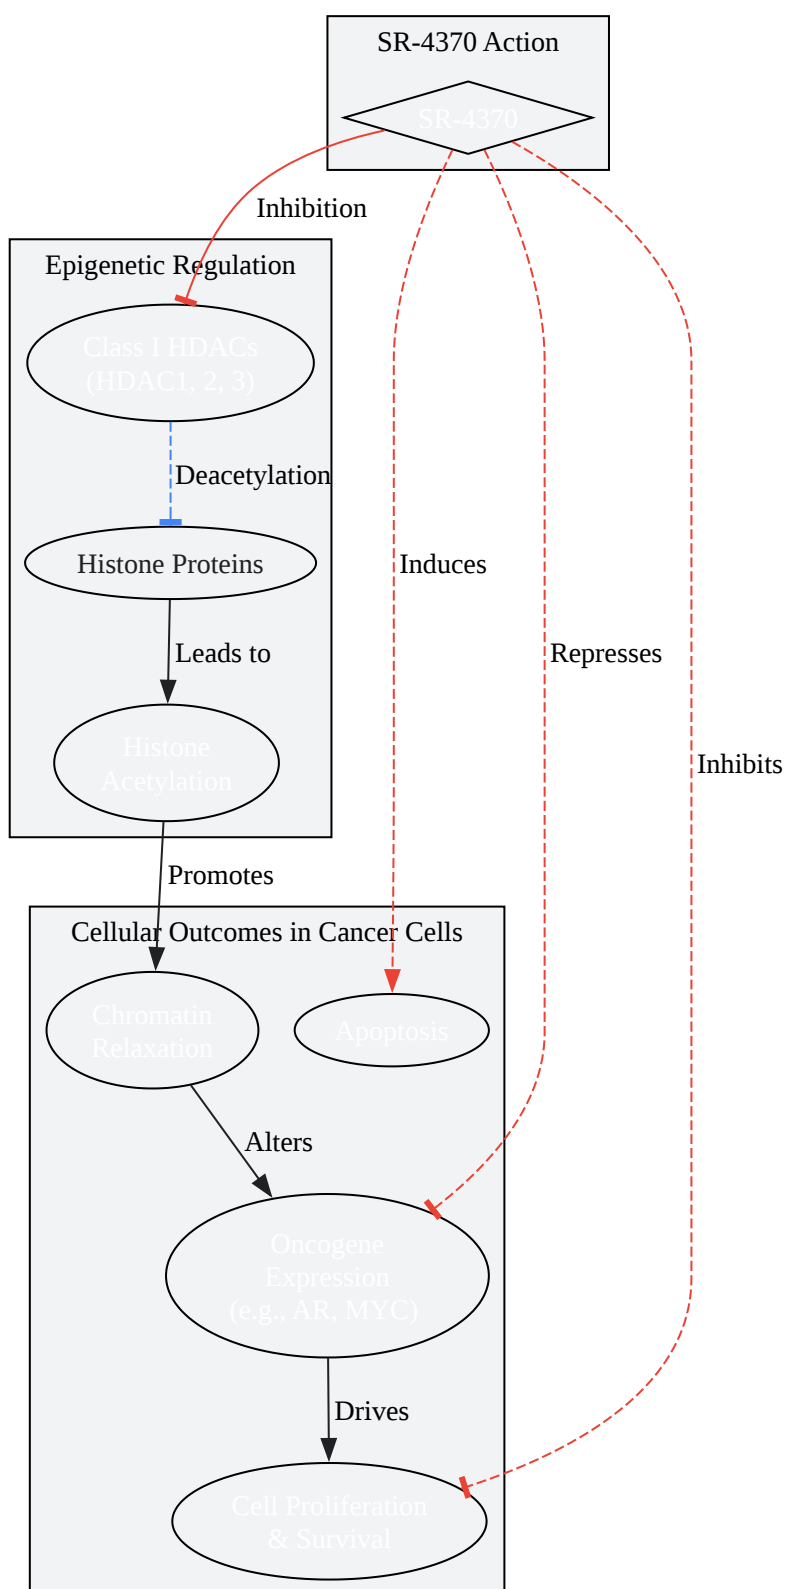 SR-4370 Action
SR-4370
Inhibition
Epigenetic Regulation
Class I HDACs
(HDAC1, 2, 3)
Deacetylation
Histone Proteins
Induces
Leads to
Represses
Histone
Acetylation
Inhibits
Promotes
Cellular Outcomes in Cancer Cells
Chromatin
Relaxation
Apoptosis
Alters
Oncogene
Expression
(e.g., AR, MYC)
Drives
Cell Proliferation
& Survival